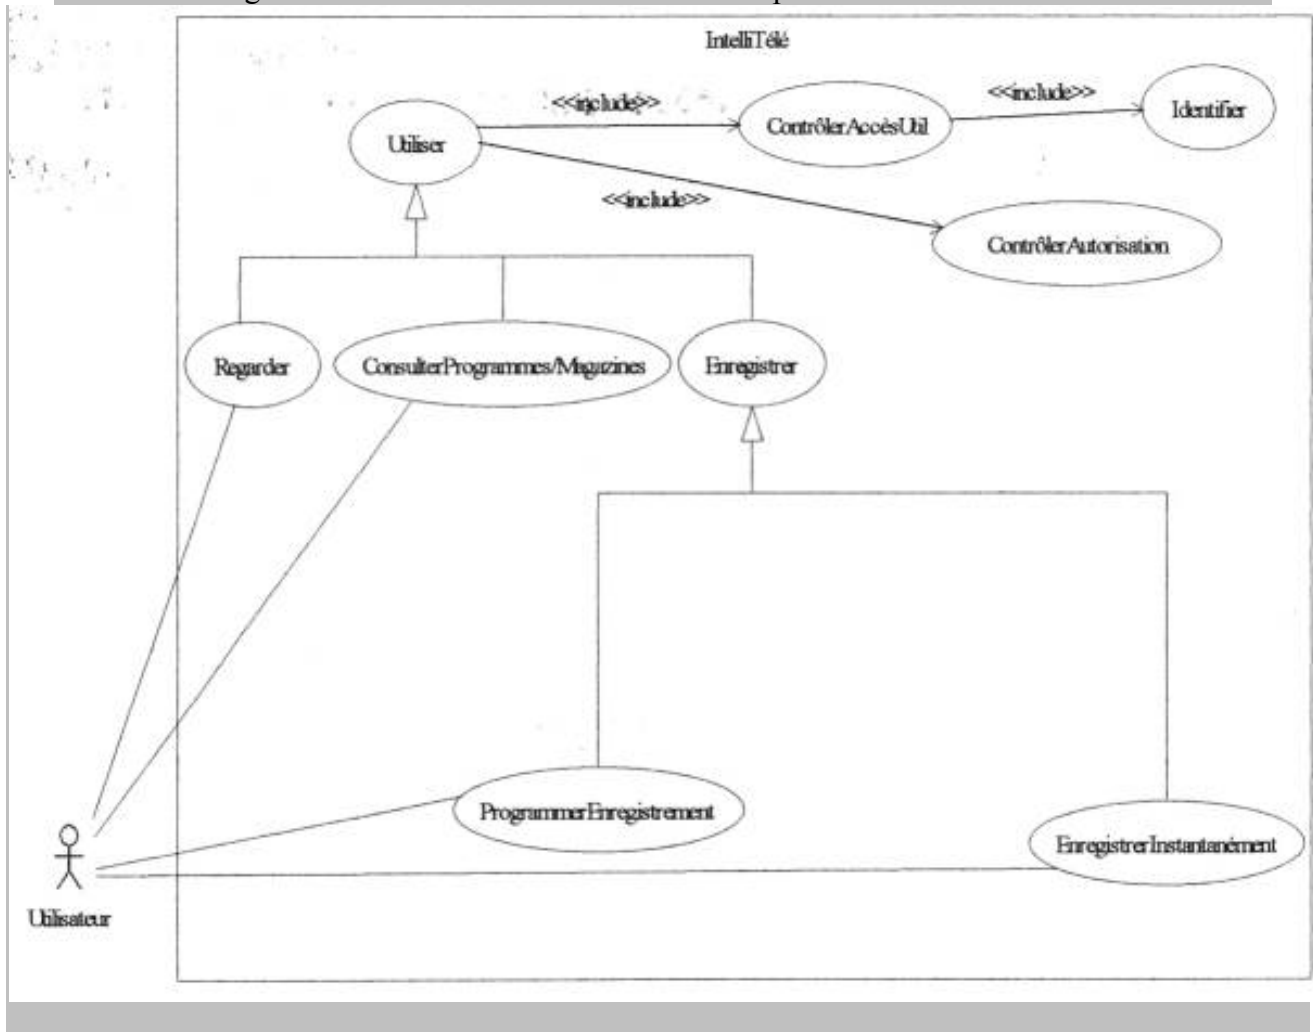 IntelliTélé
<<include>>
<<include>>
Identifier
ContrôlerAccèsUtil
Utiliser
<<include>>
ContrôlerAutorisation
Regarder
ConsulterProgrammes/Magazines
Enregistrer
ProgrammerEnregistrement
EnregistrerInstantanément
Utilisateur